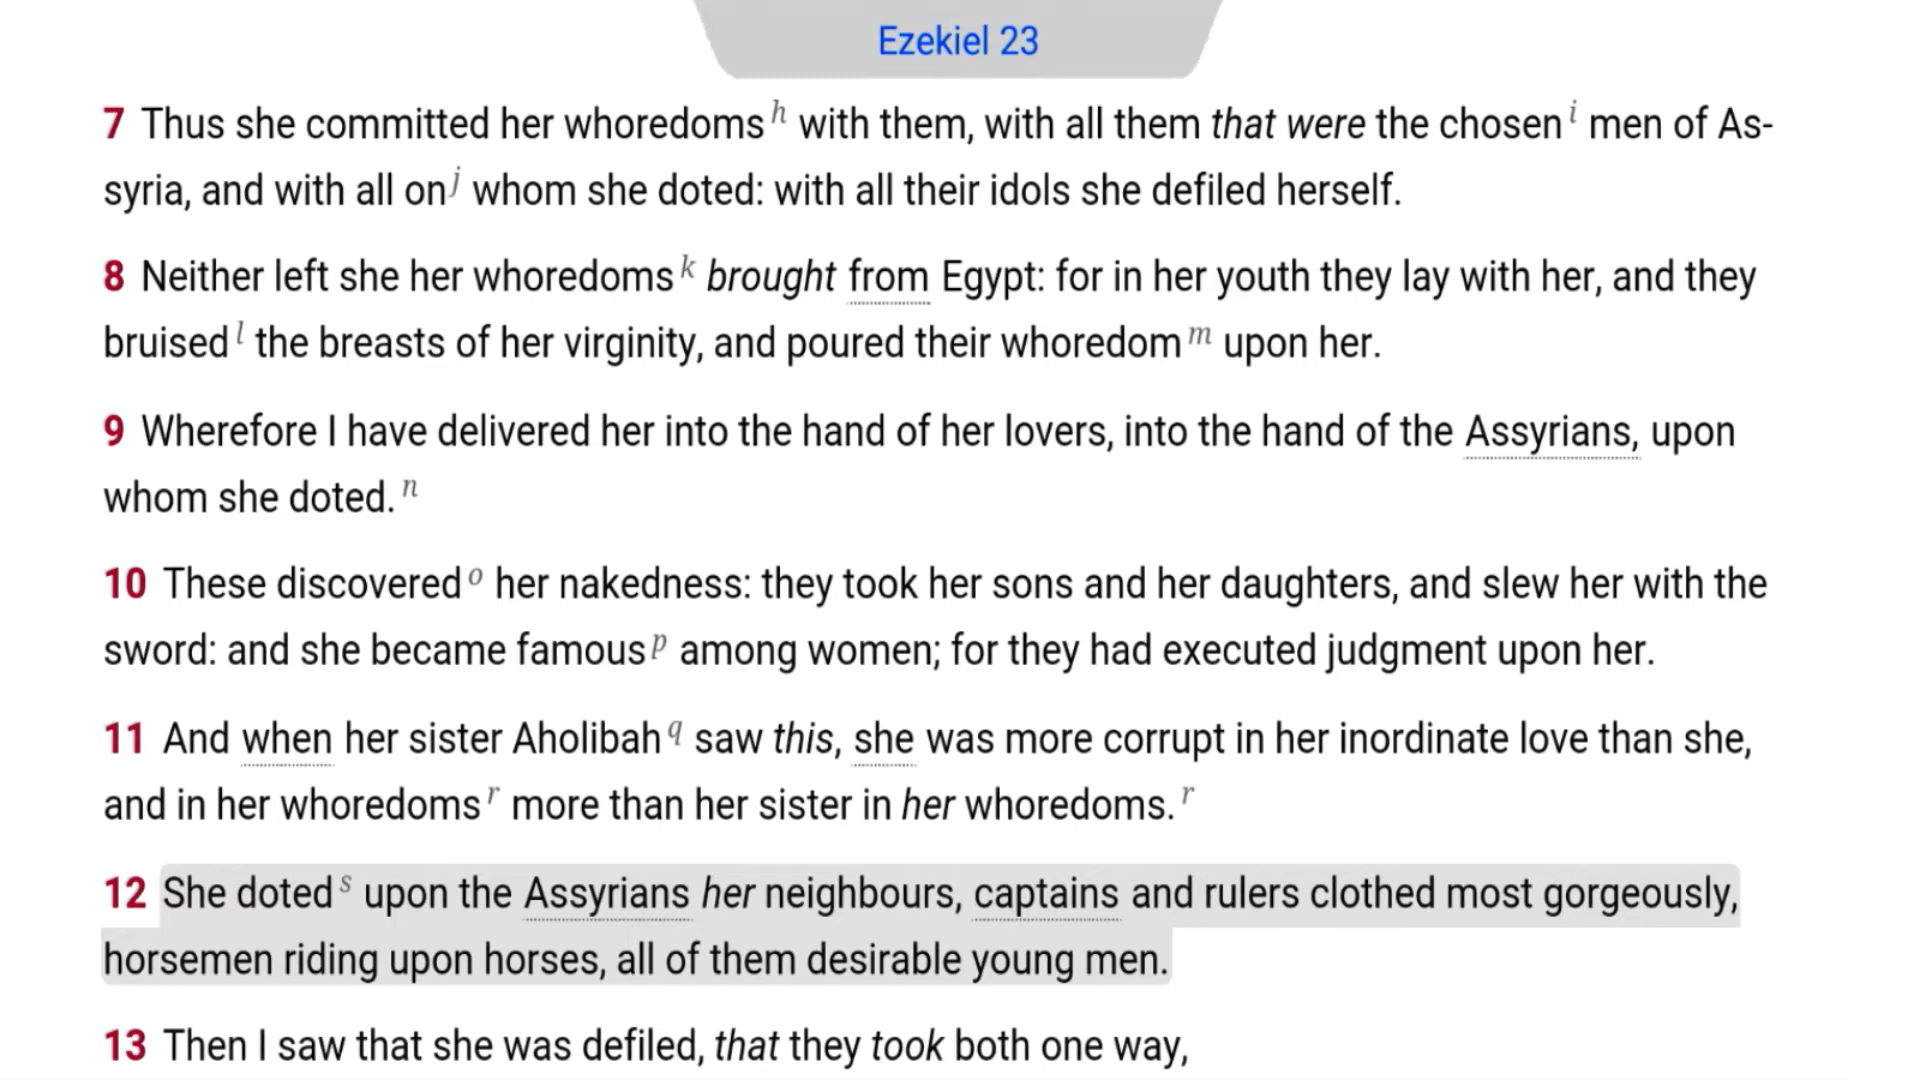 Ezekiel 23
7 Thus she committed her whoredoms h with them, with all them that were the chosen i men of As-
syria, and with all on j whom she doted: with all their idols she defiled herself.
8 Neither left she her whoredoms k brought from Egypt: for in her youth they lay with her, and they
bruised l the breasts of her virginity, and poured their whoredom m upon her.
9 Wherefore I have delivered her into the hand of her lovers, into the hand of the Assyrians, upon
whom she doted. n
10 These discovered o her nakedness: they took her sons and her daughters, and slew her with the
sword: and she became famous p among women; for they had executed judgment upon her.
11 And when her sister Aholibah q saw this, she was more corrupt in her inordinate love than she,
and in her whoredoms r more than her sister in her whoredoms. r
12 She doted s upon the Assyrians her neighbours, captains and rulers clothed most gorgeously,
horsemen riding upon horses, all of them desirable young men.
13 Then I saw that she was defiled, that they took both one way,